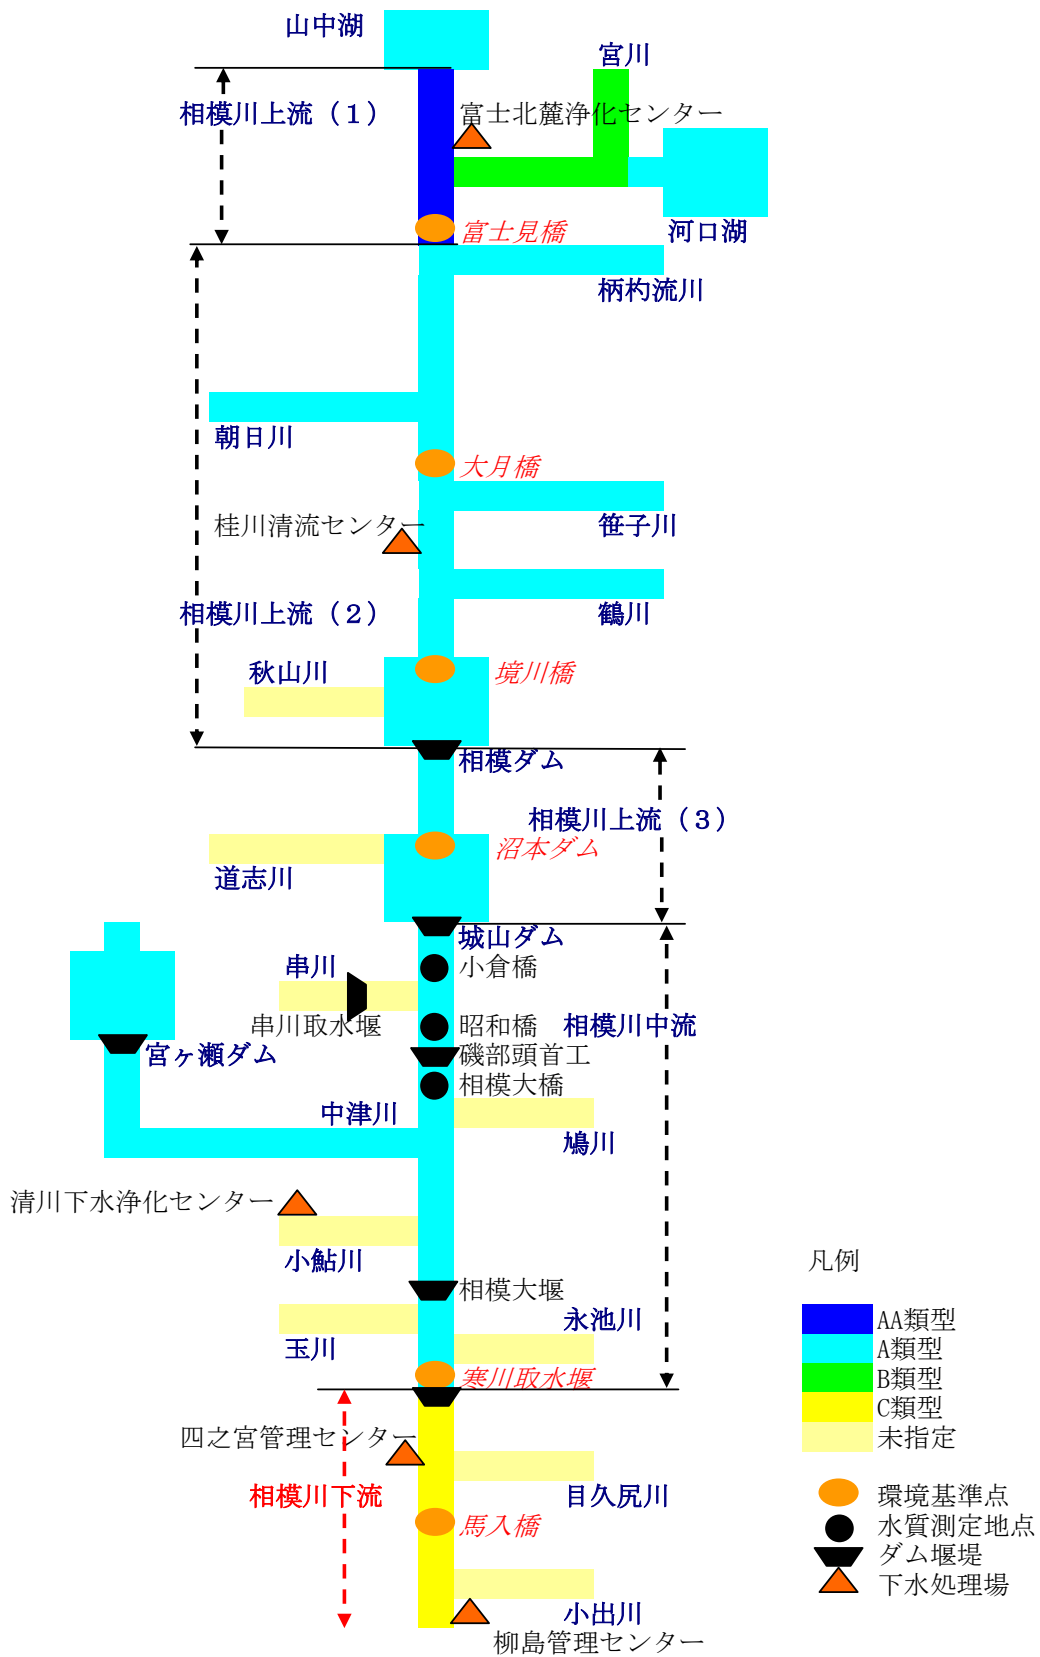 山中湖
宮川
相模川上流（１）
富士北麓浄化センター
富士見橋
河口湖
柄杓流川
朝日川
大月橋
桂川清流センター
笹子川
相模川上流（２）
鶴川
秋山川
境川橋
相模ダム
相模川上流（３）
沼本ダム
道志川
城山ダム
串川
小倉橋
串川取水堰
昭和橋
相模川中流
宮ヶ瀬ダム
磯部頭首工
相模大橋
中津川
鳩川
清川下水浄化センター
小鮎川
凡例
相模大堰
永池川
AA類型
玉川
A類型
寒川取水堰
B類型
C類型
四之宮管理センター
未指定
相模川下流
目久尻川
環境基準点
馬入橋
水質測定地点
ダム堰堤
下水処理場
小出川
柳島管理センター